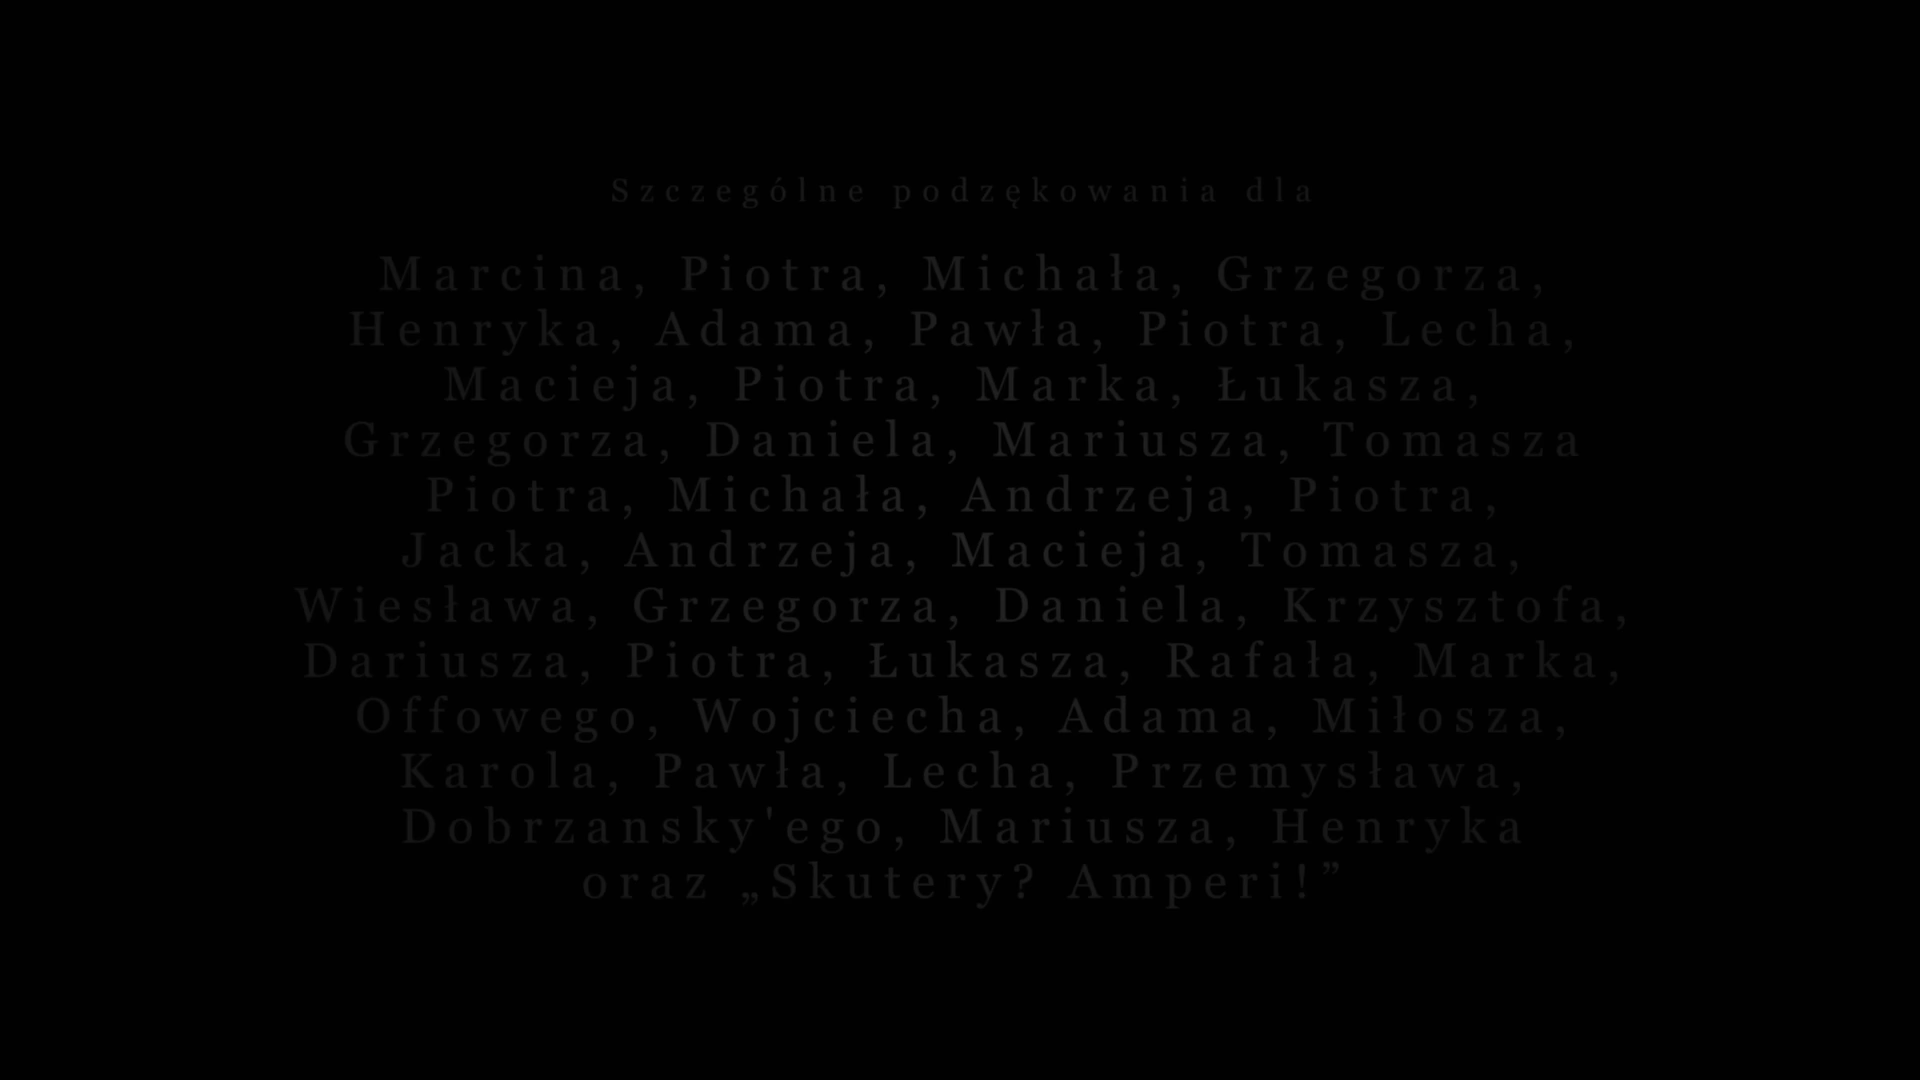 Szczególne podzękowania dla
Marcina, Piotra, Michała, Grzegorza,
Henryka, Adama, Pawła, Piotra, Lecha,
Macieja, Piotra, Marka, Łukasza,
Grzegorza, Daniela, Mariusza, Tomasza
Piotra, Michała, Andrzeja, Piotra,
Jacka, Andrzeja, Macieja, Tomasza,
Wiesława, Grzegorza, Daniela, Krzysztofa,
Dariusza, Piotra, Łukasza, Rafała, Marka,
Offowego, Wojciecha, Adama, Miłosza,
Karola, Pawła, Lecha, Przemysława,
Dobrzansky'ego, Mariusza, Henryka
oraz „Skutery? Amperi!”